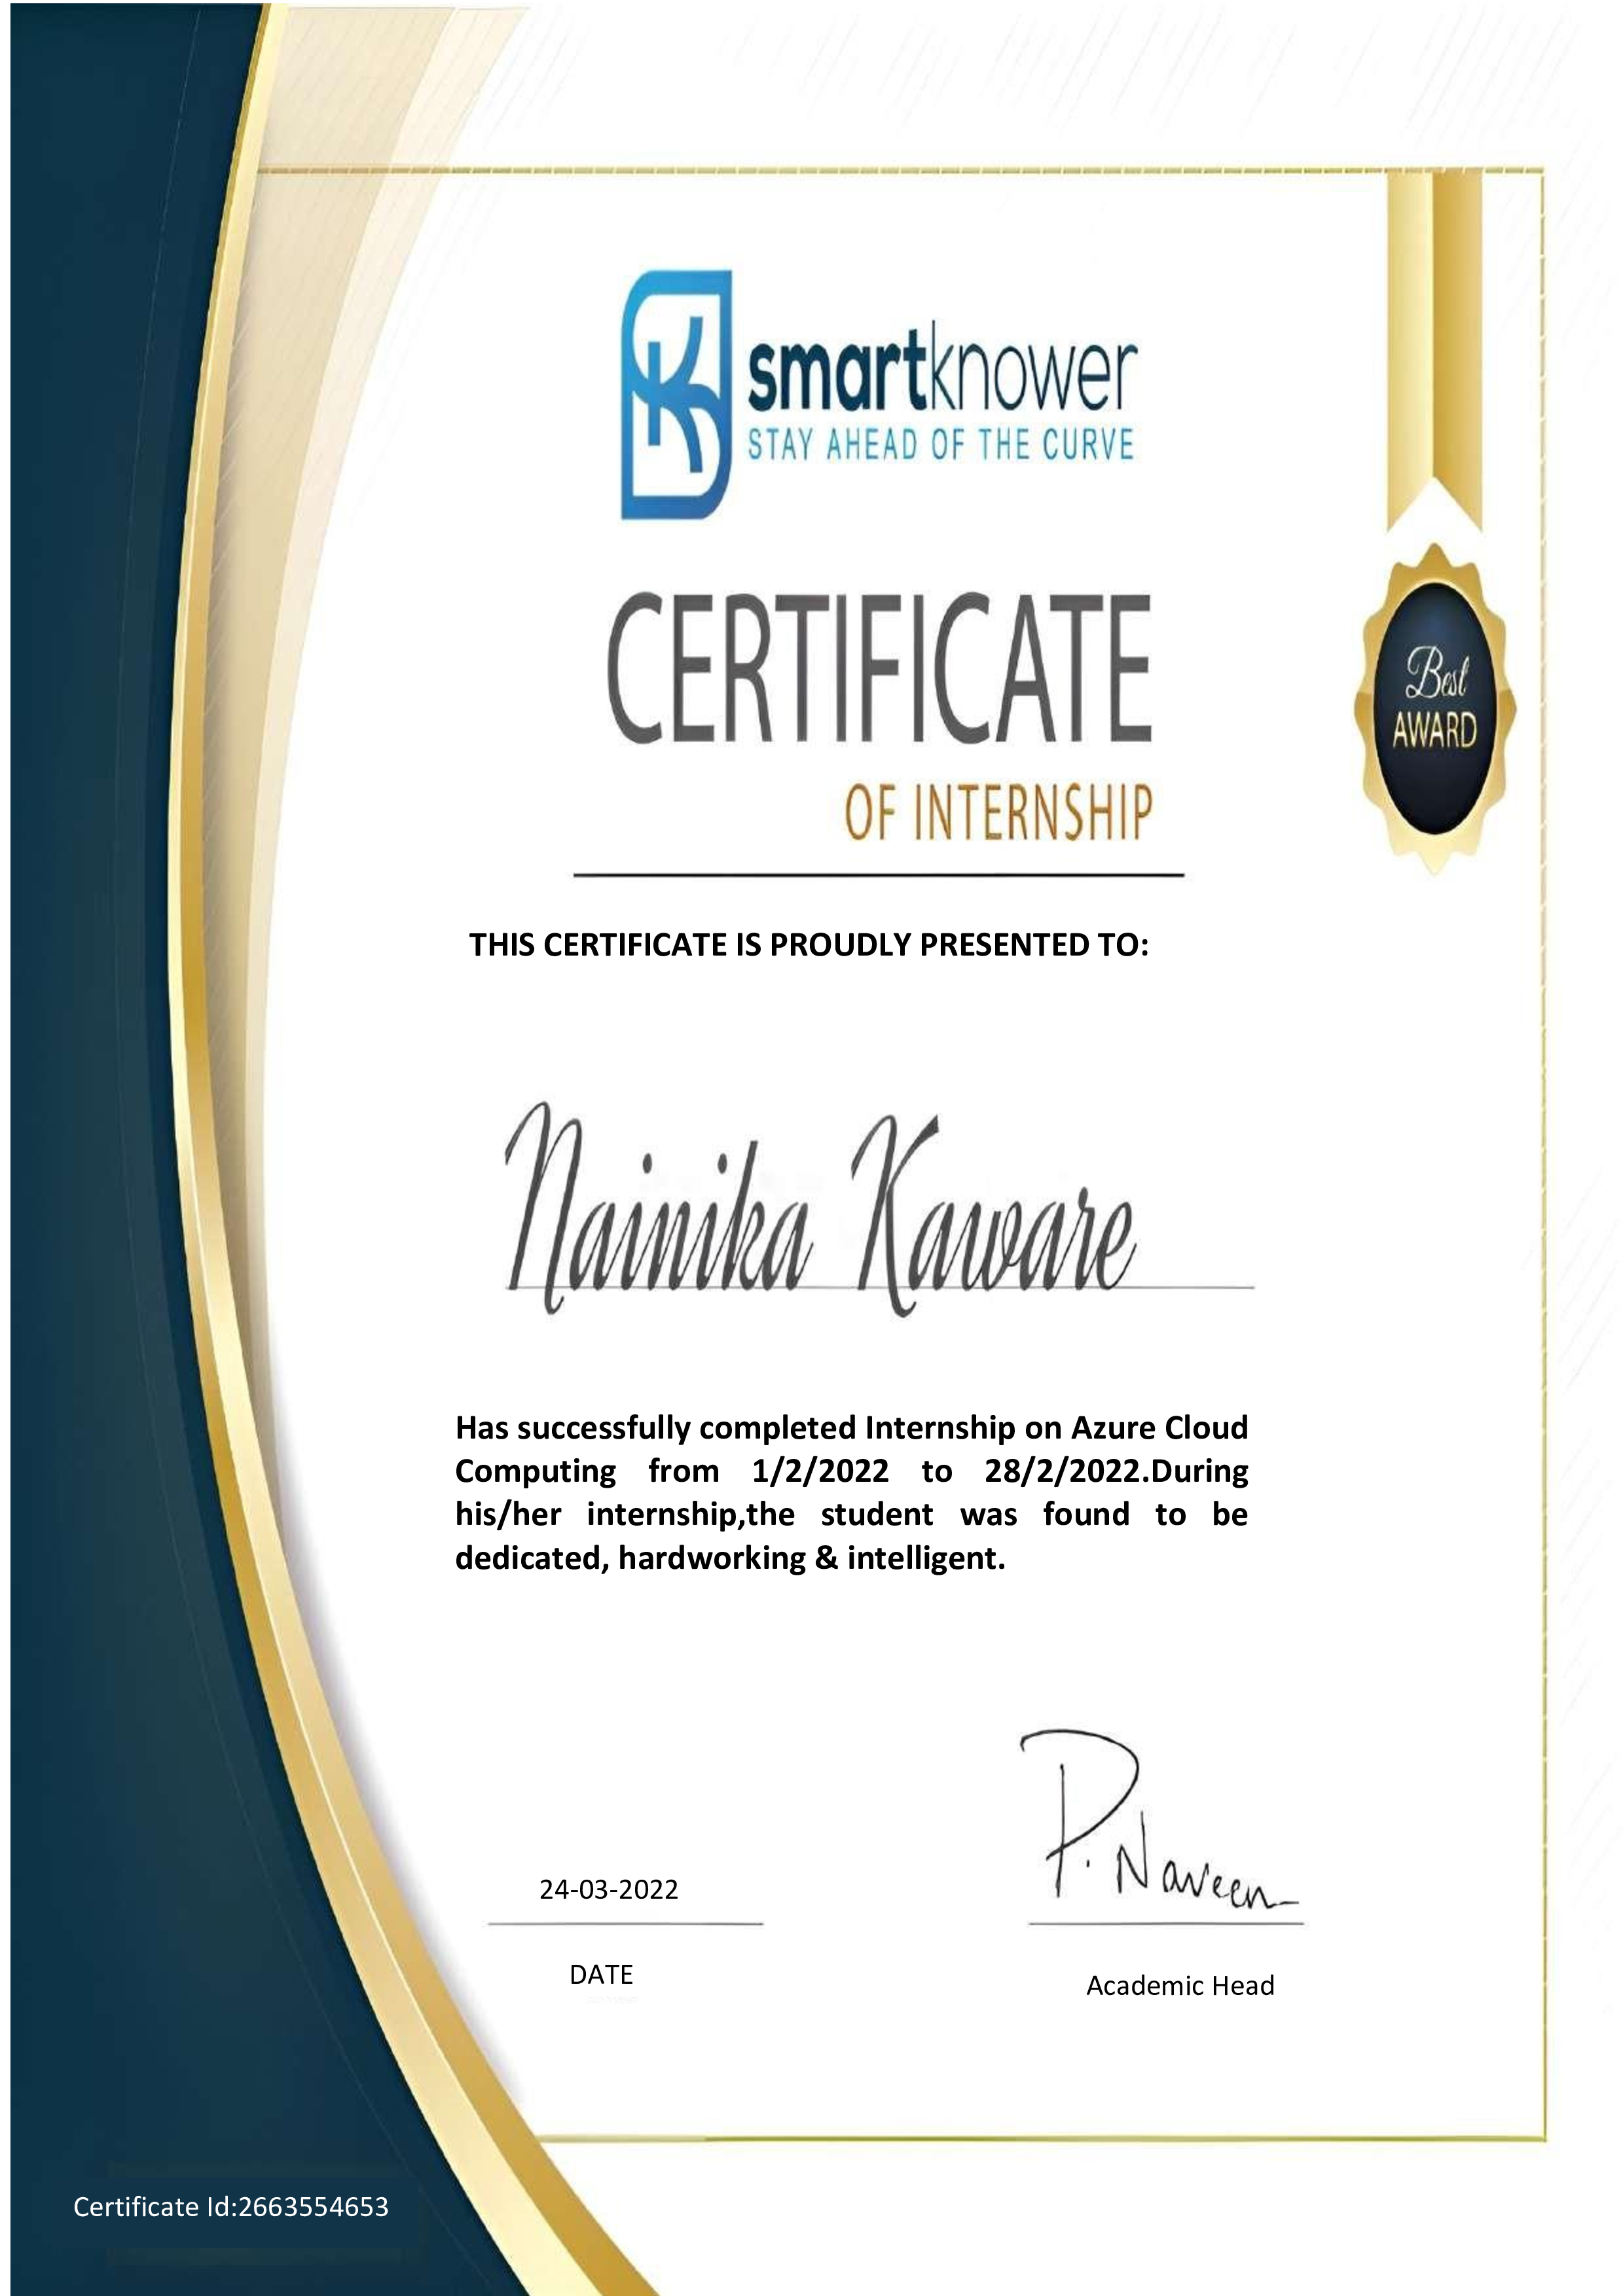 smartknower
STAY AHEAD OF THE CURVE
CERTIFICATE
OF INTERNSHIP
Best
AWARD
THIS CERTIFICATE IS PROUDLY PRESENTED TO:
Nainika Kaware
Has successfully completed Internship on Azure Cloud
Computing from 1/2/2022 to 28/2/2022.During
his/her internship,the student was found to be
dedicated, hardworking & intelligent.
P. Naveen
24-03-2022
DATE
Academic Head
Certificate Id:2663554653